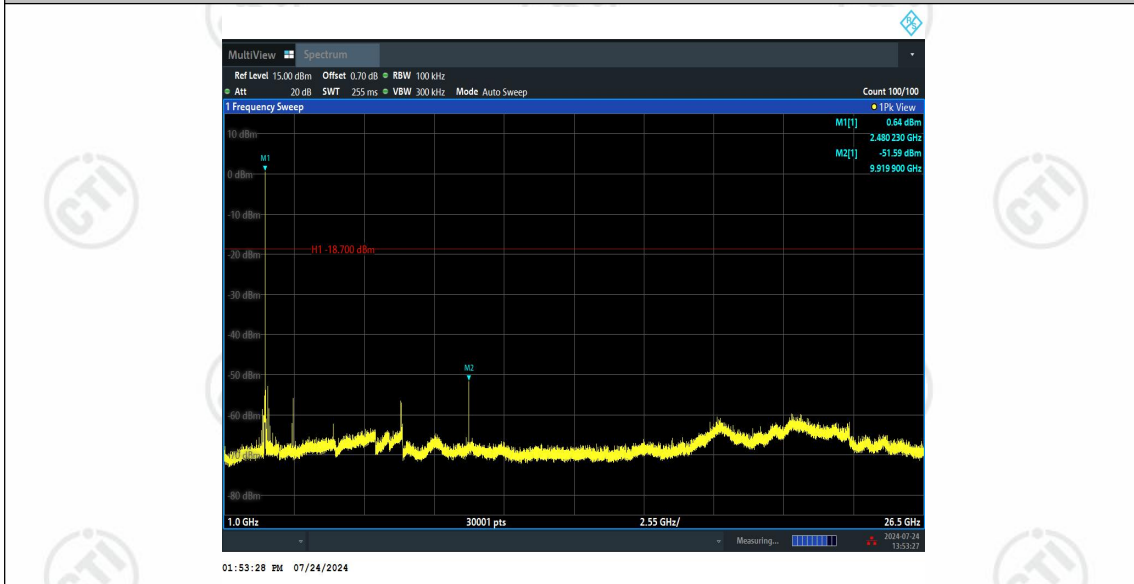 R&S
MultiView Spectrum
Ref Level 15.00 dBm Offset 0.70 dB RBW 100 kHz
Att 20 dB SWT 255 ms VBW 300 kHz Mode Auto Sweep Count 100/100
1 Frequency Sweep 1Pk View
M1[1] 0.64 dBm
2.480 230 GHz
M2[1] -51.59 dBm
9.919 900 GHz
10 dBm
M1
0 dBm
-10 dBm
H1 -18.700 dBm
-20 dBm
-30 dBm
-40 dBm
M2
-50 dBm
-60 dBm
-80 dBm
1.0 GHz 30001 pts 2.55 GHz/ 26.5 GHz
Measuring... 2024-07-24
13:53:27
01:53:28 PM 07/24/2024
CTI
CTI